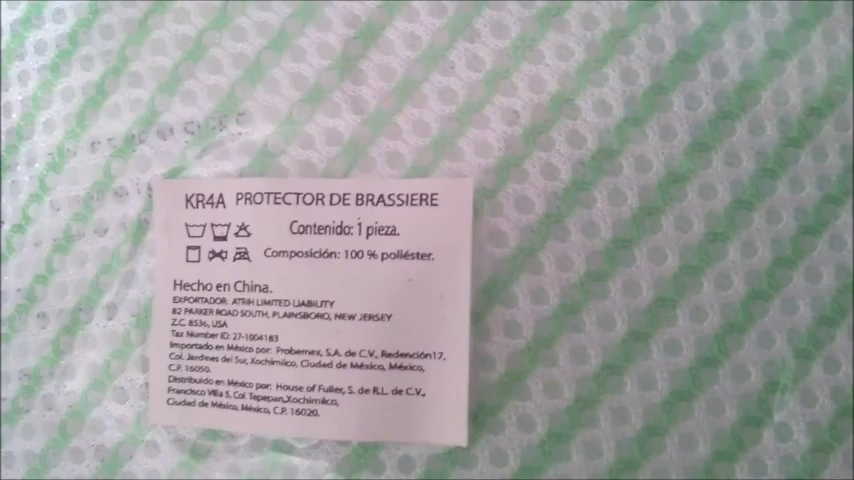 KR4A PROTECTOR DE BRASSIERE
Contenido: 1 pieza.
Composición: 100 % poliéster.
Hecho en China.
EXPORTADOR: ATRIH LIMITED LIABILITY
82 PARKER ROAD SOUTH, PLAINSBORO, NEW JERSEY
Z.C. 8536, USA
Tax Number ID: 27-1004183
Importado en México por: Probemex, S.A. de C.V., Redención17,
Col. Jardines del Sur, Xochimilco, Ciudad de México, México,
C.P. 16050.
Distribuido en México por: House of Fuller, S. de R.L. de C.V.,
Francisco Villa 5, Col. Tepepan,Xochimilco,
Ciudad de México, México, C.P. 16020.